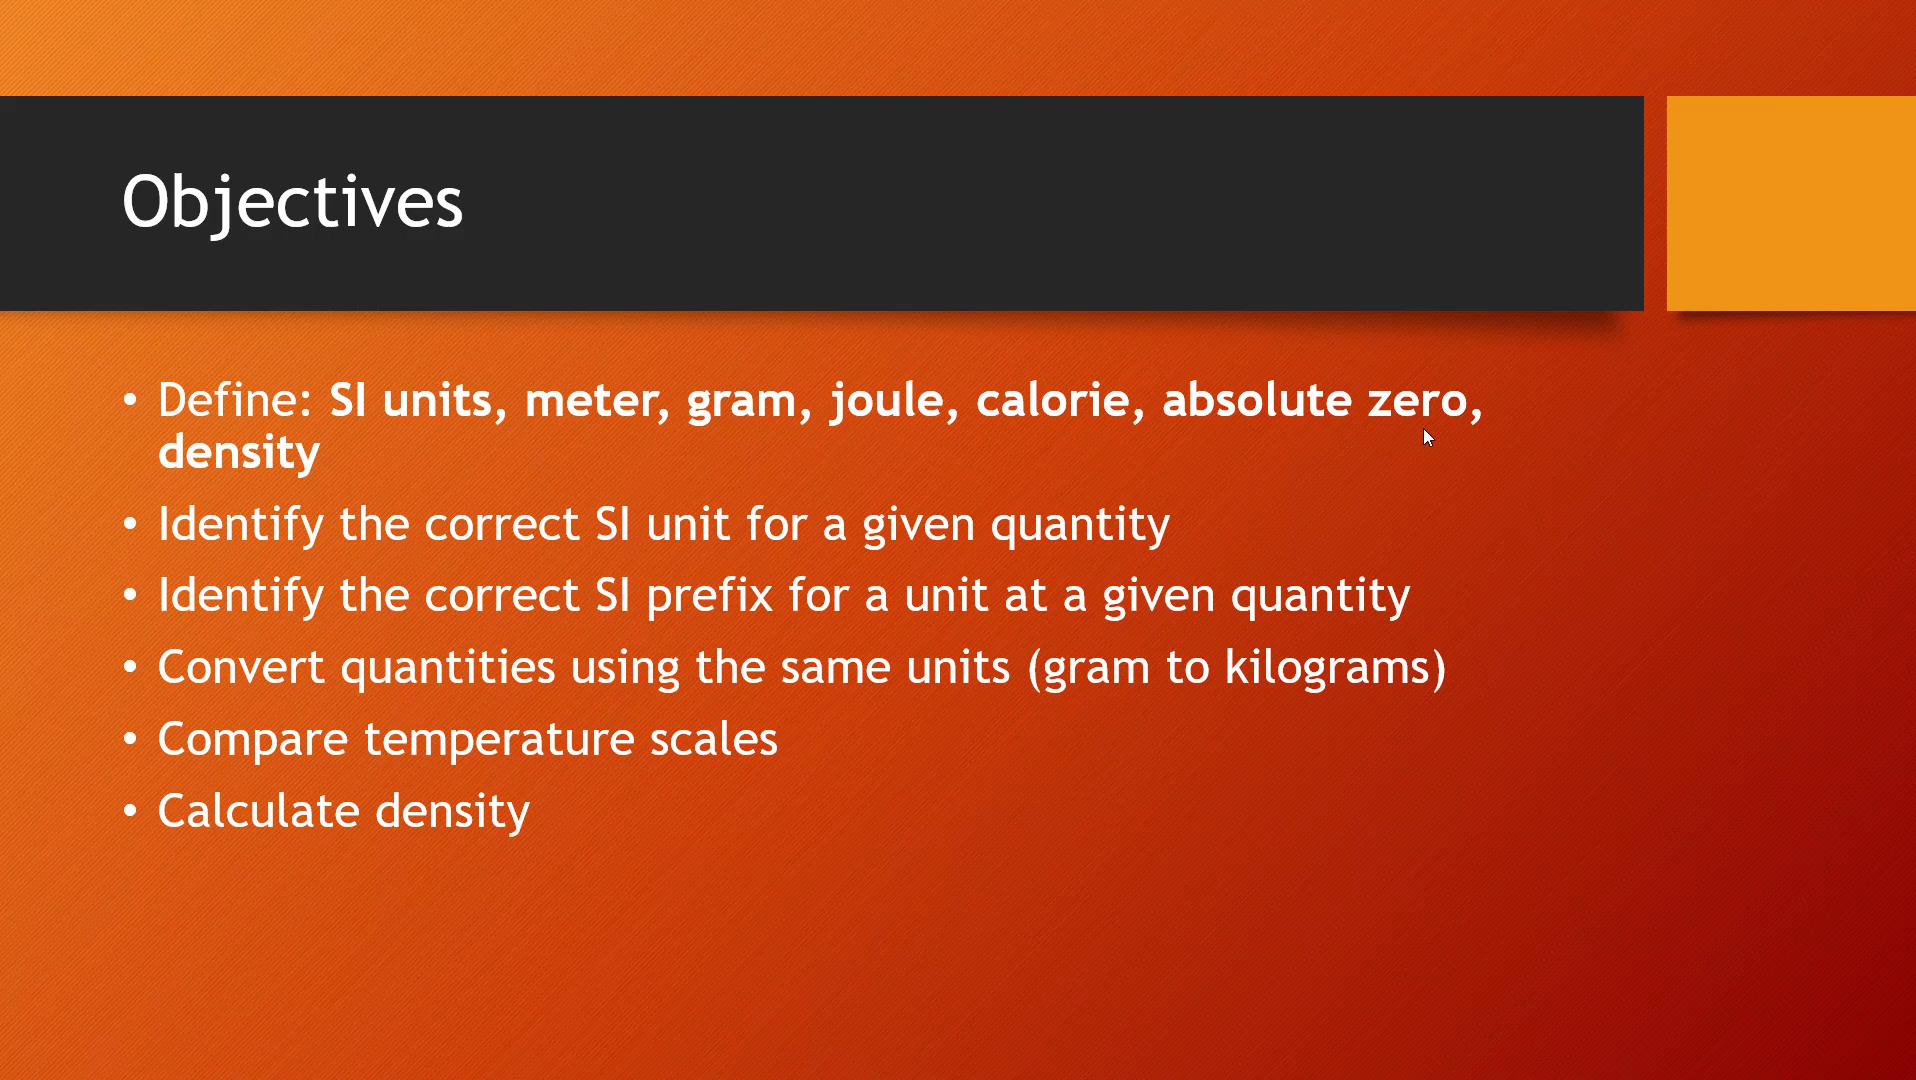 Objectives
• Define: SI units, meter, gram, joule, calorie, absolute zero,
density
• Identify the correct SI unit for a given quantity
• Identify the correct SI prefix for a unit at a given quantity
• Convert quantities using the same units (gram to kilograms)
• Compare temperature scales
• Calculate density